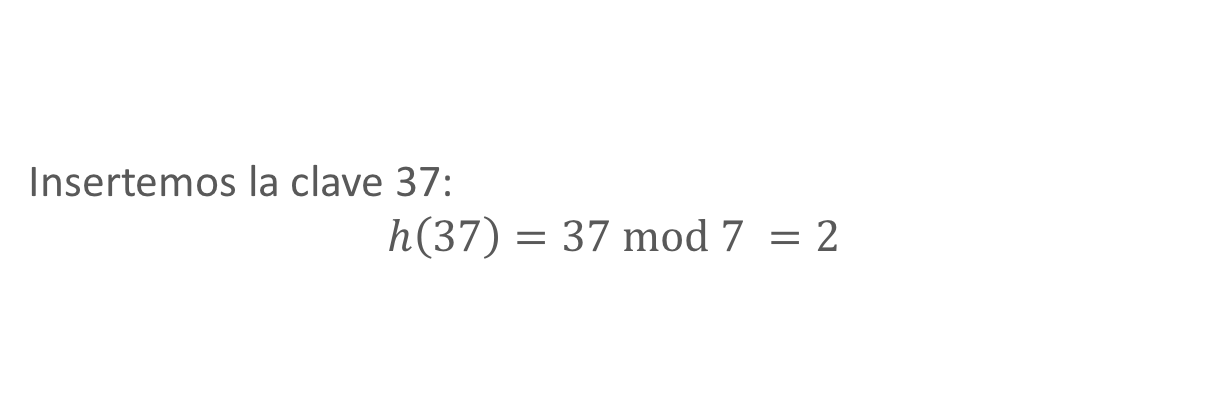 Insertemos la clave 37:
h(37) = 37 mod 7 = 2